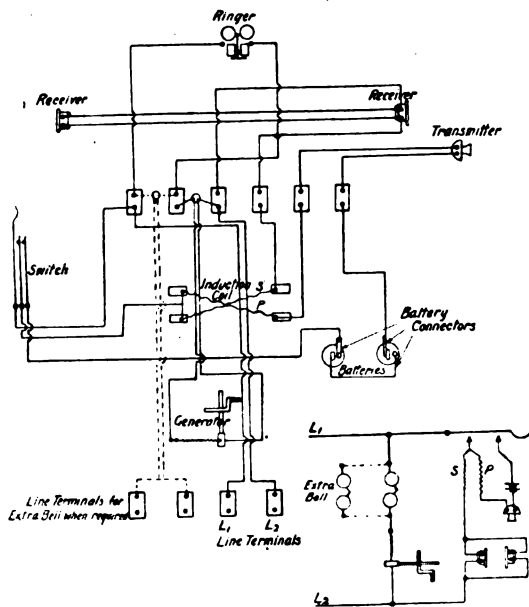 Ringer
Receiver
Receiver
Transmitter
Switch
Induction
Coil
S
P
Battery
Connectors
Batteries
Generator
Line Terminals for
Extra Bell when required
L1
L2
Line Terminals
L1
Extra
Bell
S
P
L2